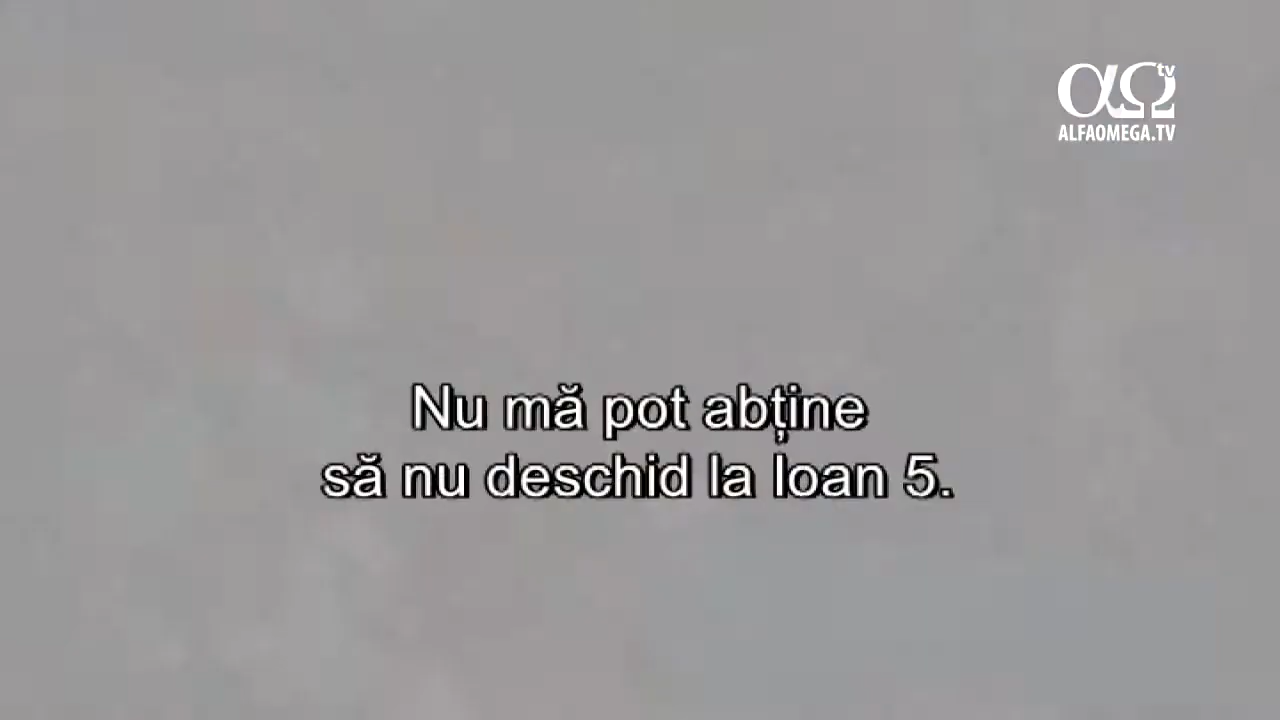 αΩ tv
ALFAOMEGA.TV
Nu mă pot abține
să nu deschid la Ioan 5.